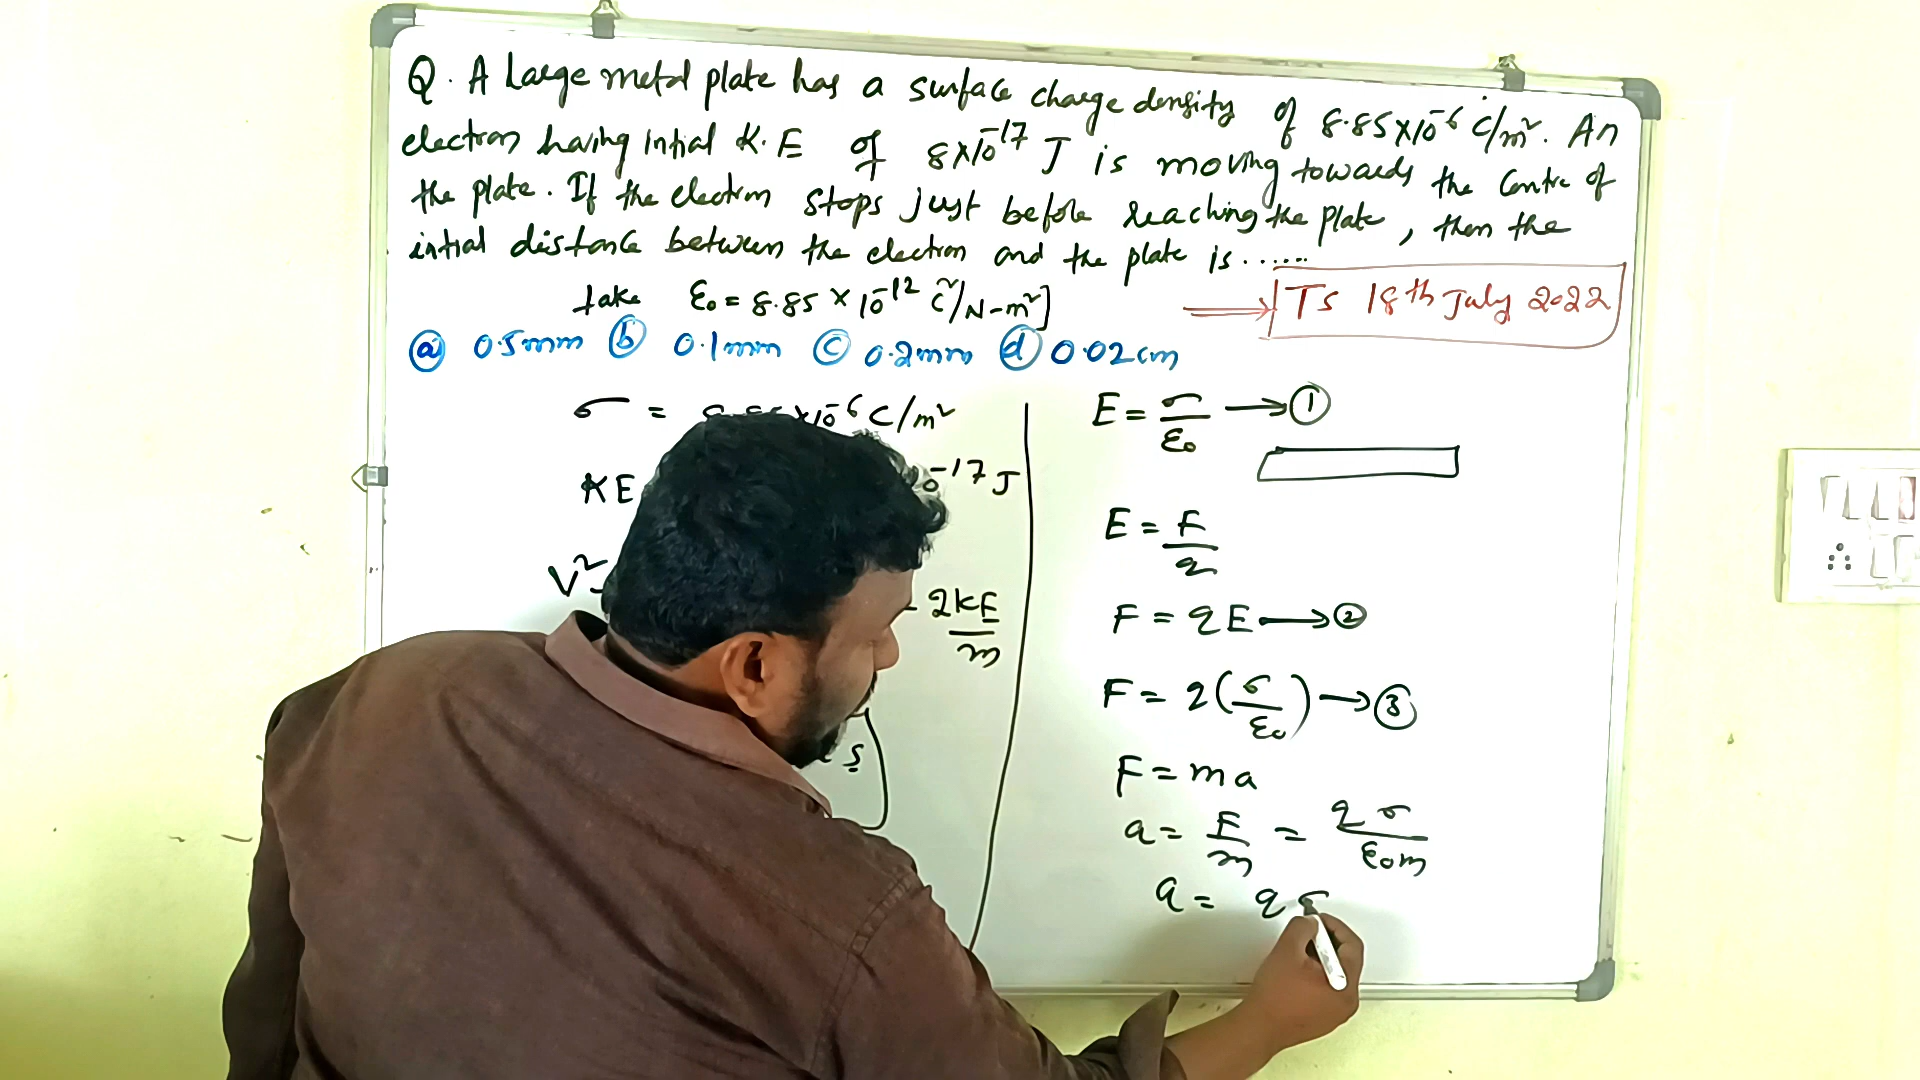 Q. A Large metal plate has a surface charge density of 8.85×10⁻⁶ C/m². An
electron having intial K.E of 8×10⁻¹⁷ J is moving towards the Centre of
the plate. If the electron stops just before reaching the plate, then the
intial distance between the electron and the plate is ......
take ε₀ = 8.85 × 10⁻¹² C²/N-m²]
TS 18th July 2022
ⓐ 0.5mm ⓑ 0.1mm ⓒ 0.2mm ⓓ 0.02cm
σ = ×10⁻⁶ C/m²
KE ⁻¹⁷ J
V²-
2KE/m
s
E = σ/ε₀ → ①
E = F/q
F = qE → ②
F = q(σ/ε₀) → ③
F = ma
a = F/m = qσ/ε₀m
a = qσ